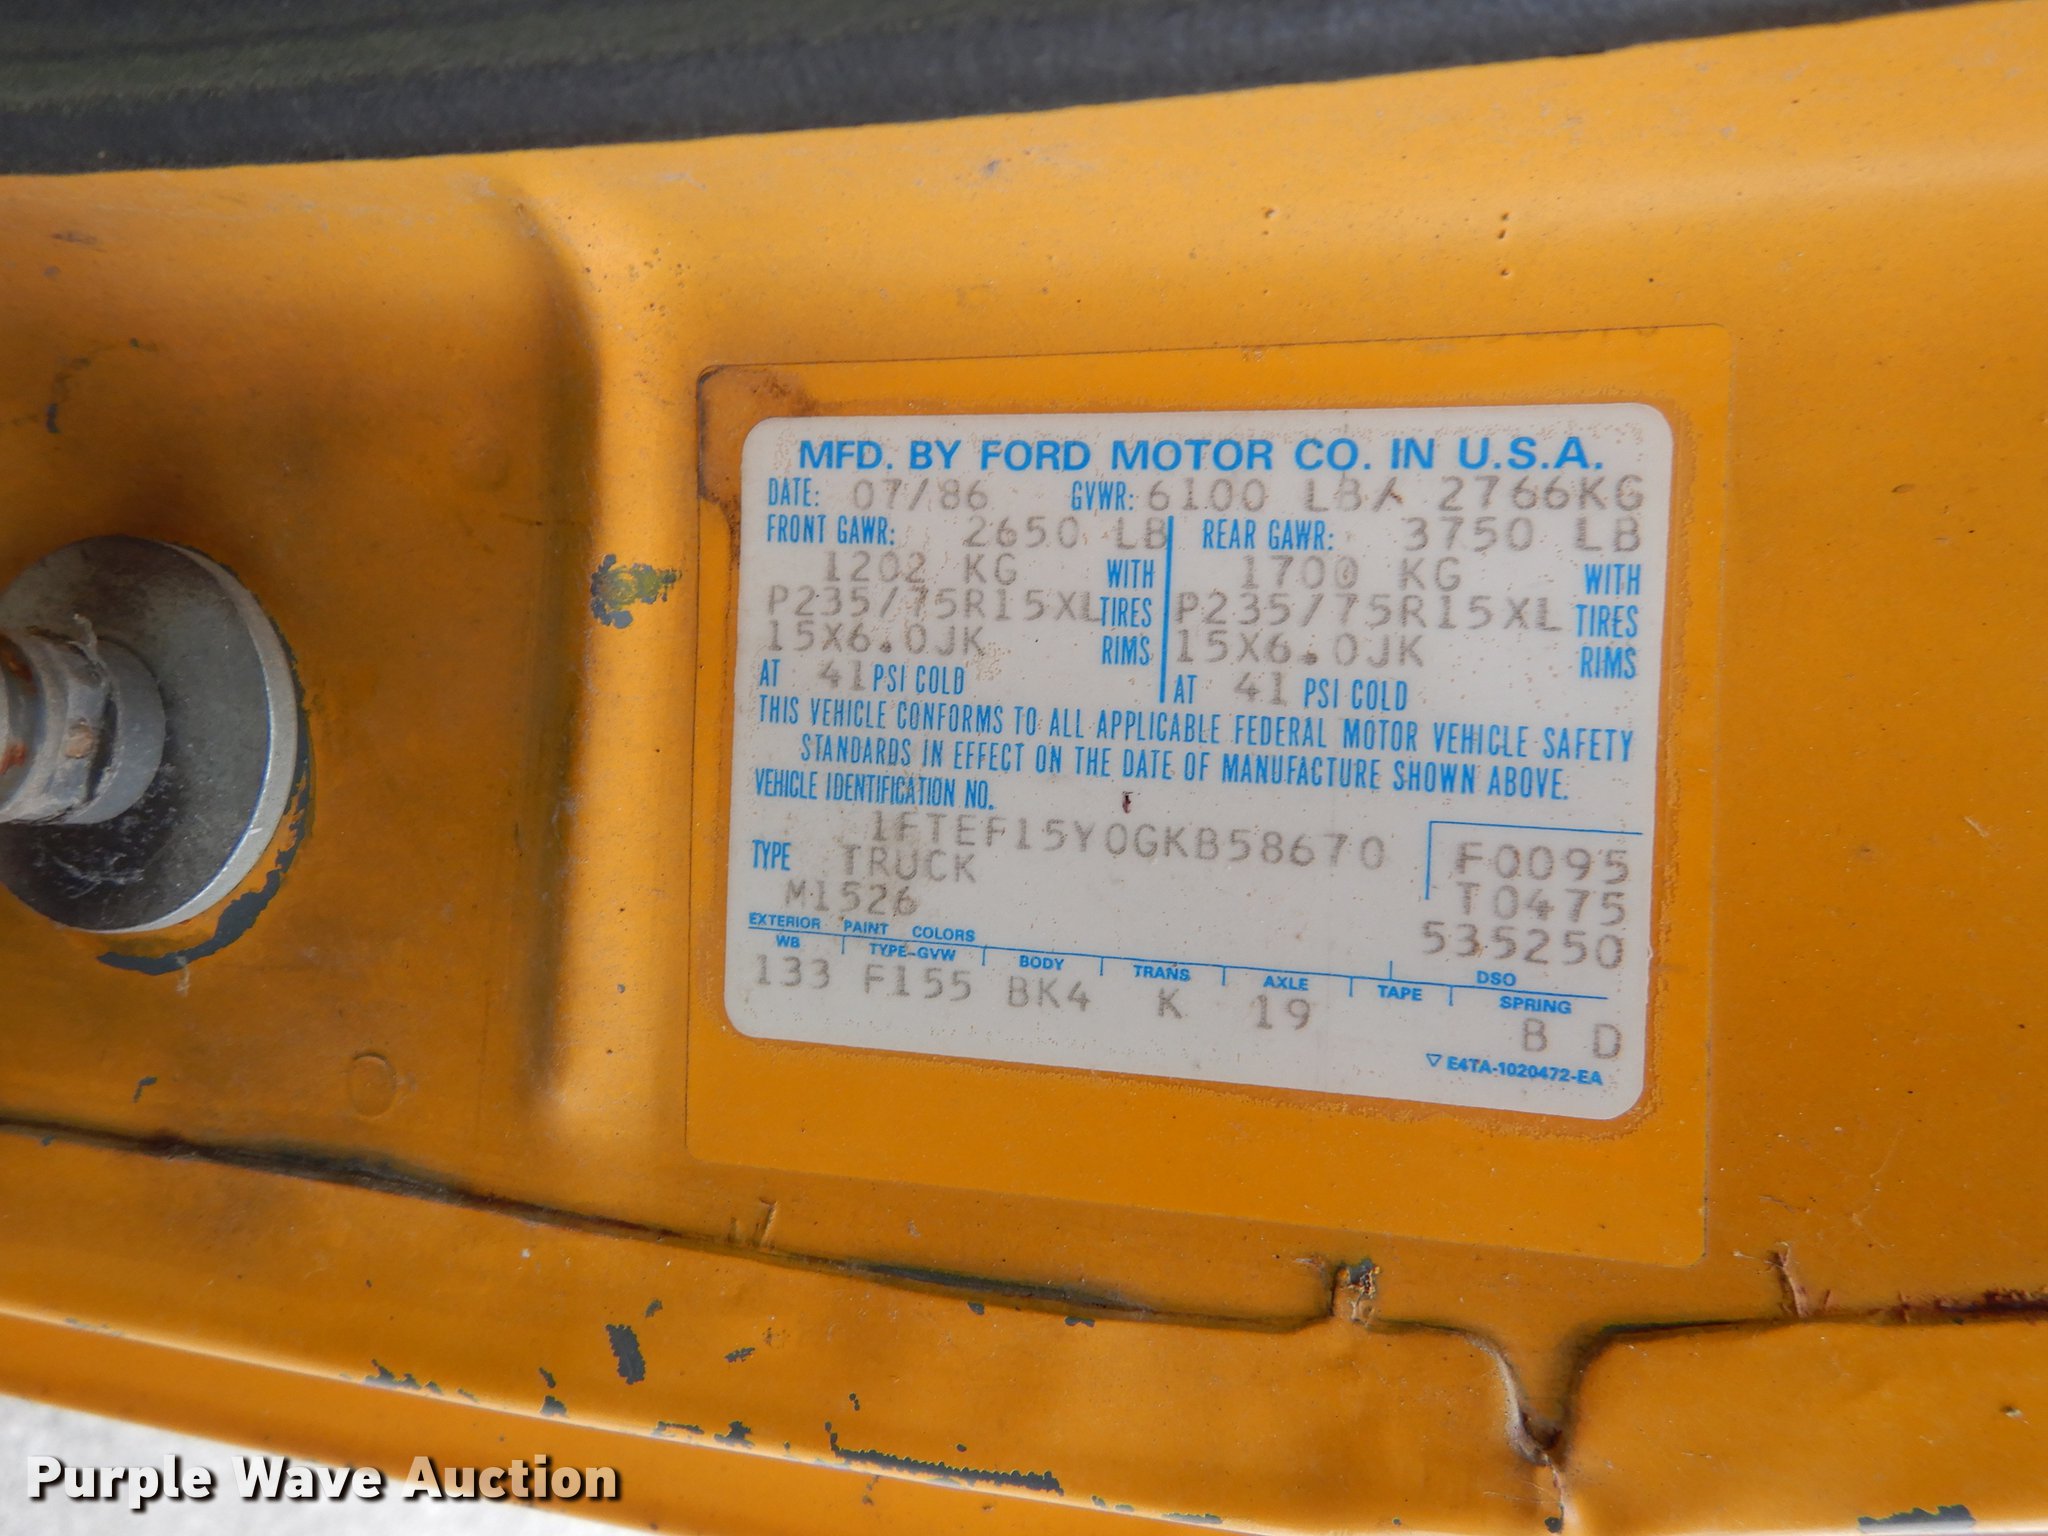 MFD. BY FORD MOTOR CO. IN U.S.A.
DATE: 07/86 GVWR: 6100 LB/ 2766KG
FRONT GAWR: 2650 LB REAR GAWR: 3750 LB
1202 KG WITH 1700 KG WITH
P235/75R15XL TIRES P235/75R15XL TIRES
15X6.0JK RIMS 15X6.0JK RIMS
AT 41 PSI COLD AT 41 PSI COLD
THIS VEHICLE CONFORMS TO ALL APPLICABLE FEDERAL MOTOR VEHICLE SAFETY
STANDARDS IN EFFECT ON THE DATE OF MANUFACTURE SHOWN ABOVE.
VEHICLE IDENTIFICATION NO.
1FTEF15Y0GKB58670
TYPE TRUCK F0095
M1526 T0475
EXTERIOR PAINT COLORS 535250
WB TYPE-GVW BODY TRANS AXLE TAPE DSO SPRING
133 F155 BK4 K 19 B D
▽ E4TA-1020472-EA
Purple Wave Auction